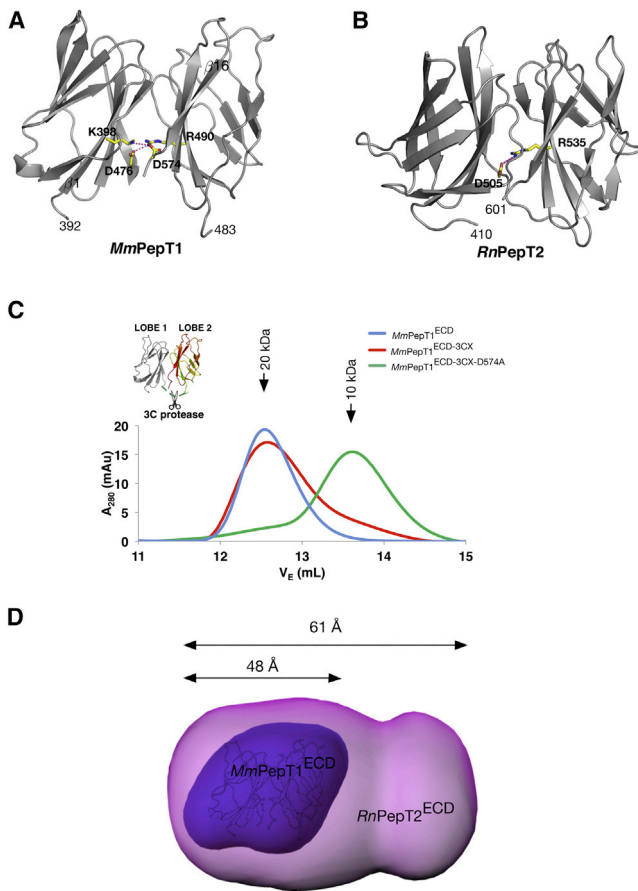 A
β16
K398
R490
D476
D574
β1
392
483
MmPepT1
B
R535
D505
601
410
RnPepT2
C
LOBE 1 LOBE 2
3C protease
20 kDa
10 kDa
MmPepT1ECD
MmPepT1ECD-3CX
MmPepT1ECD-3CX-D574A
A280 (mAu)
20
15
10
5
0
11 12 13 14 15
VE (mL)
D
61 Å
48 Å
MmPepT1ECD
RnPepT2ECD